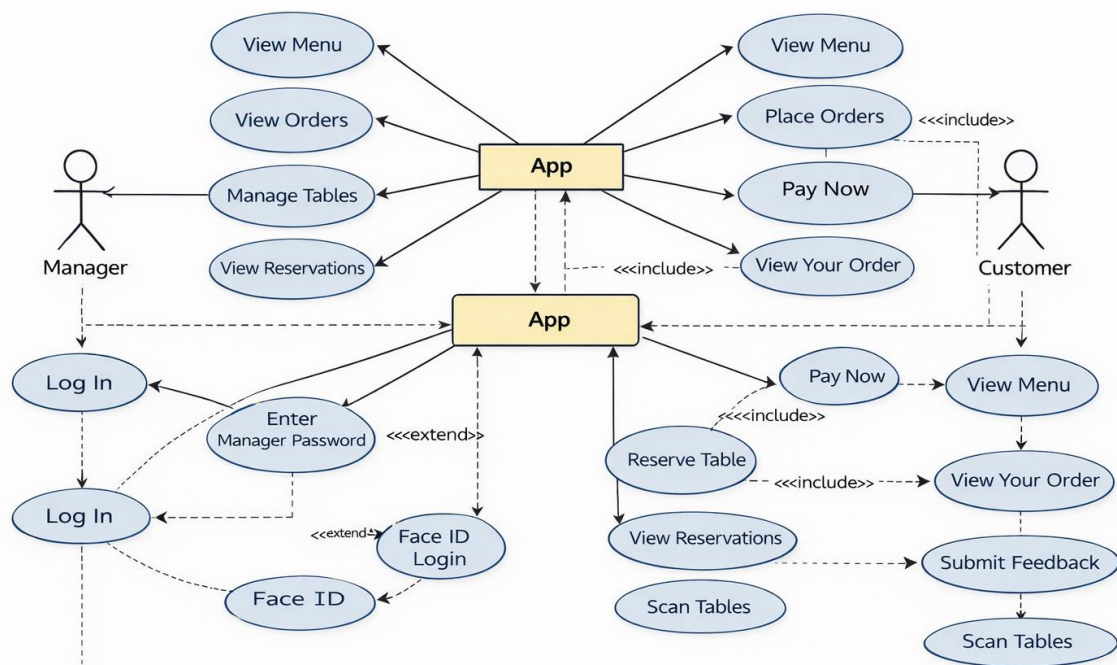 View Menu
View Menu
View Orders
Place Orders
<<<include>>
App
Manage Tables
Pay Now
Manager
View Reservations
<<<include>>
View Your Order
Customer
App
Log In
Pay Now
View Menu
Enter
Manager Password
<<<extend>>
<<<<include>>
Reserve Table
<<<include>>
View Your Order
Log In
<<extend-
Face ID
Login
View Reservations
Submit Feedback
Face ID
Scan Tables
Scan Tables